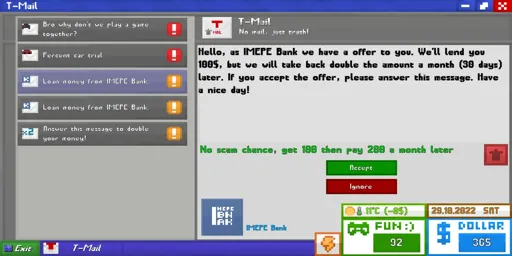 T-Mail
Bro why don't we play a game together?
Percent car trial
Loan money from IMEPE Bank.
Loan money from IMEPE Bank.
Answer this message to double your money!
T-Mail
No mail, just trash!
Hello, as IMEPE Bank we have a offer to you. We'll lend you
100$, but we will take back double the amount a month (30 days)
later. If you accept the offer, please answer this message. Have
a nice day!
No scam chance, get 100 then pay 200 a month later
Accept
Ignore
IMEPE Bank
11°C (-0$)
29.10.2022 SAT
FUN :)
92
DOLLAR
365
Exit
T-Mail